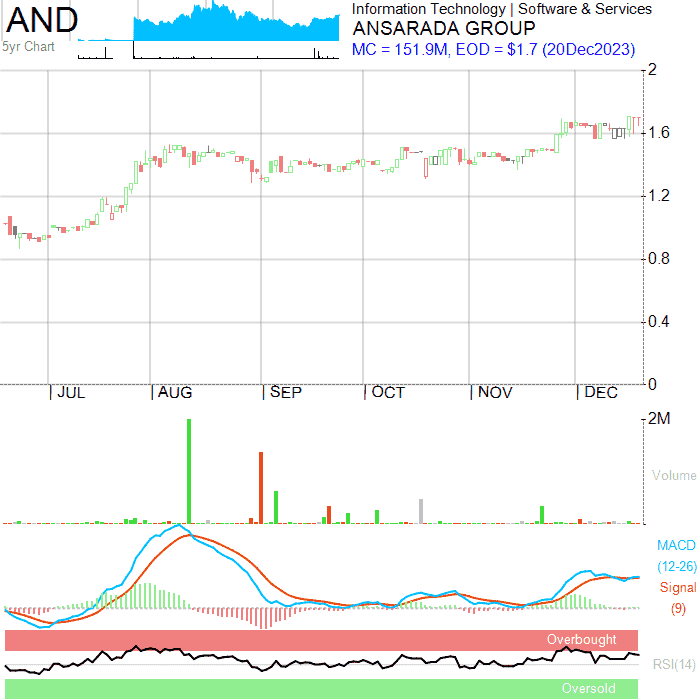 AND
5yr Chart
Information Technology | Software & Services
ANSARADA GROUP
MC = 151.9M, EOD = $1.7 (20Dec2023)
2
1.6
1.2
0.8
0.4
0
JUL AUG SEP OCT NOV DEC
2M
Volume
MACD
(12-26)
Signal
(9)
Overbought
RSI(14)
Oversold